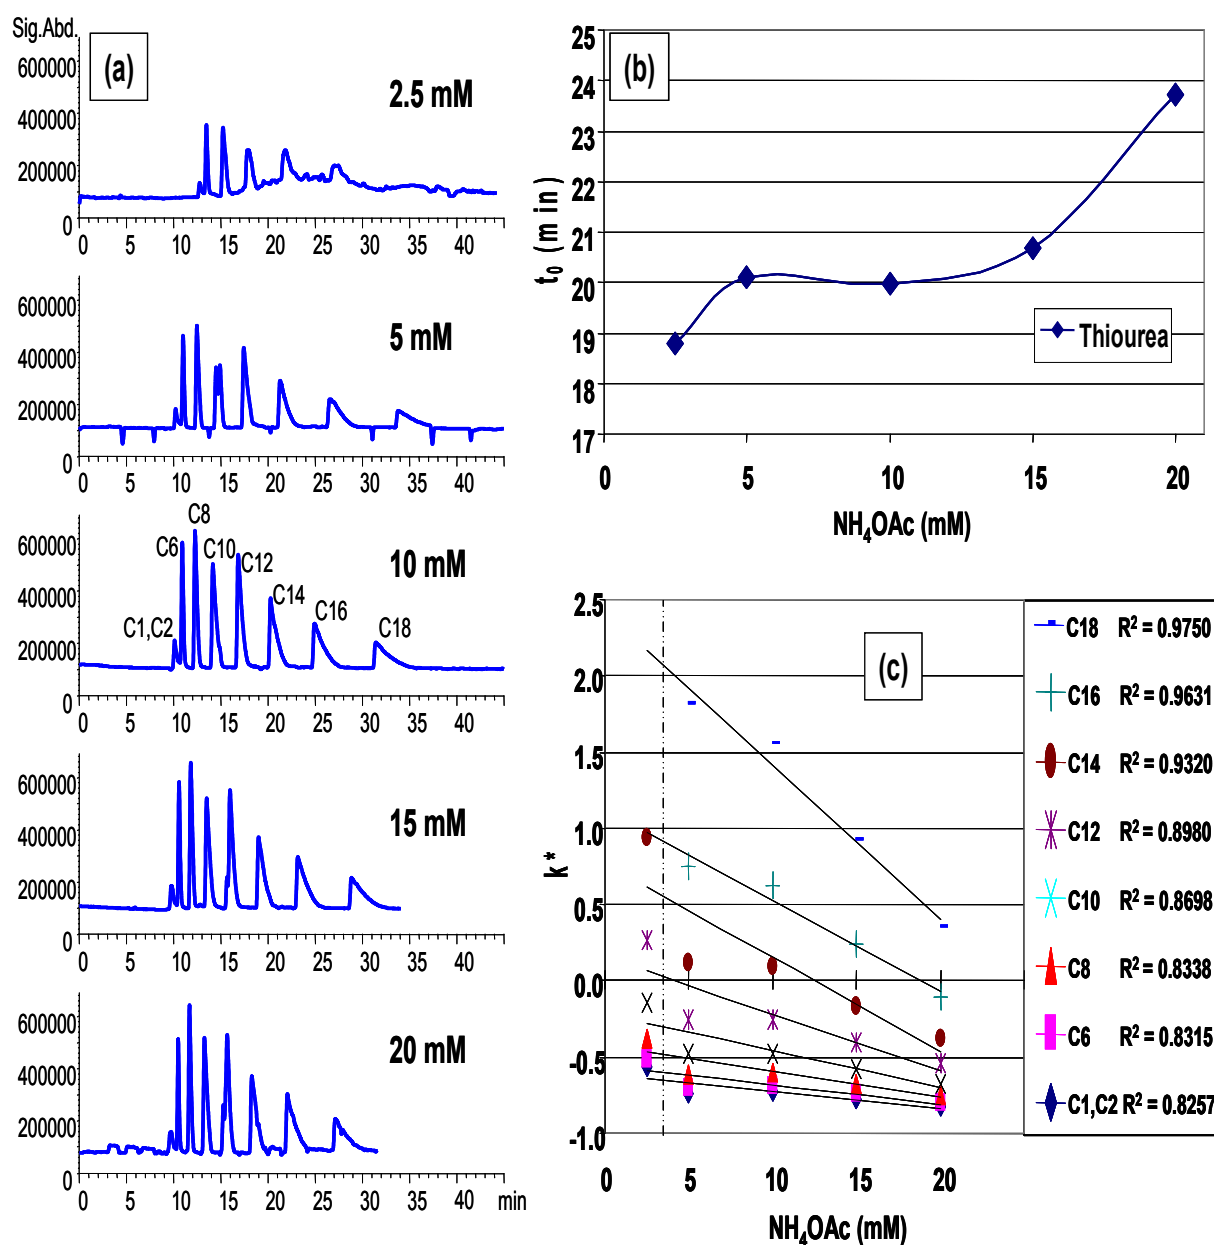 Sig.Abd.
(a)
2.5 mM
600000
400000
200000
0
0 5 10 15 20 25 30 35 40
5 mM
600000
400000
200000
0
0 5 10 15 20 25 30 35 40
10 mM
600000
400000
200000
0
C1,C2
C6
C8
C10
C12
C14
C16
C18
0 5 10 15 20 25 30 35 40
15 mM
600000
400000
200000
0
0 5 10 15 20 25 30 35 40
20 mM
600000
400000
200000
0
0 5 10 15 20 25 30 35 40 min
(b)
25
24
23
22
21
20
19
18
17
t₀ (min)
Thiourea
0 5 10 15 20
NH₄OAc (mM)
(c)
2.5
2.0
1.5
1.0
0.5
0.0
-0.5
-1.0
k*
0 5 10 15 20
NH₄OAc (mM)
C18 R² = 0.9750
C16 R² = 0.9631
C14 R² = 0.9320
C12 R² = 0.8980
C10 R² = 0.8698
C8 R² = 0.8338
C6 R² = 0.8315
C1,C2 R² = 0.8257